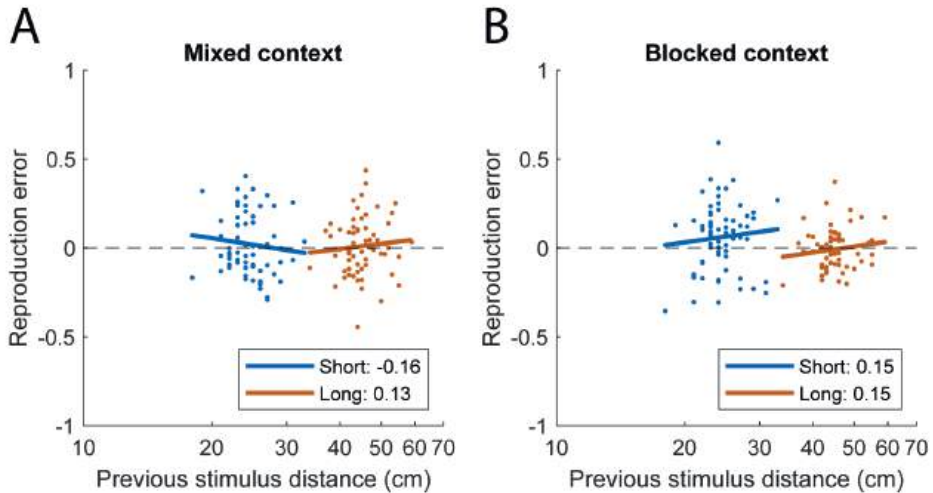 A
Mixed context
Reproduction error
1
0.5
0
-0.5
-1
Short: -0.16
Long: 0.13
10 20 30 40 50 60 70
Previous stimulus distance (cm)
B
Blocked context
Reproduction error
1
0.5
0
-0.5
-1
Short: 0.15
Long: 0.15
10 20 30 40 50 60 70
Previous stimulus distance (cm)